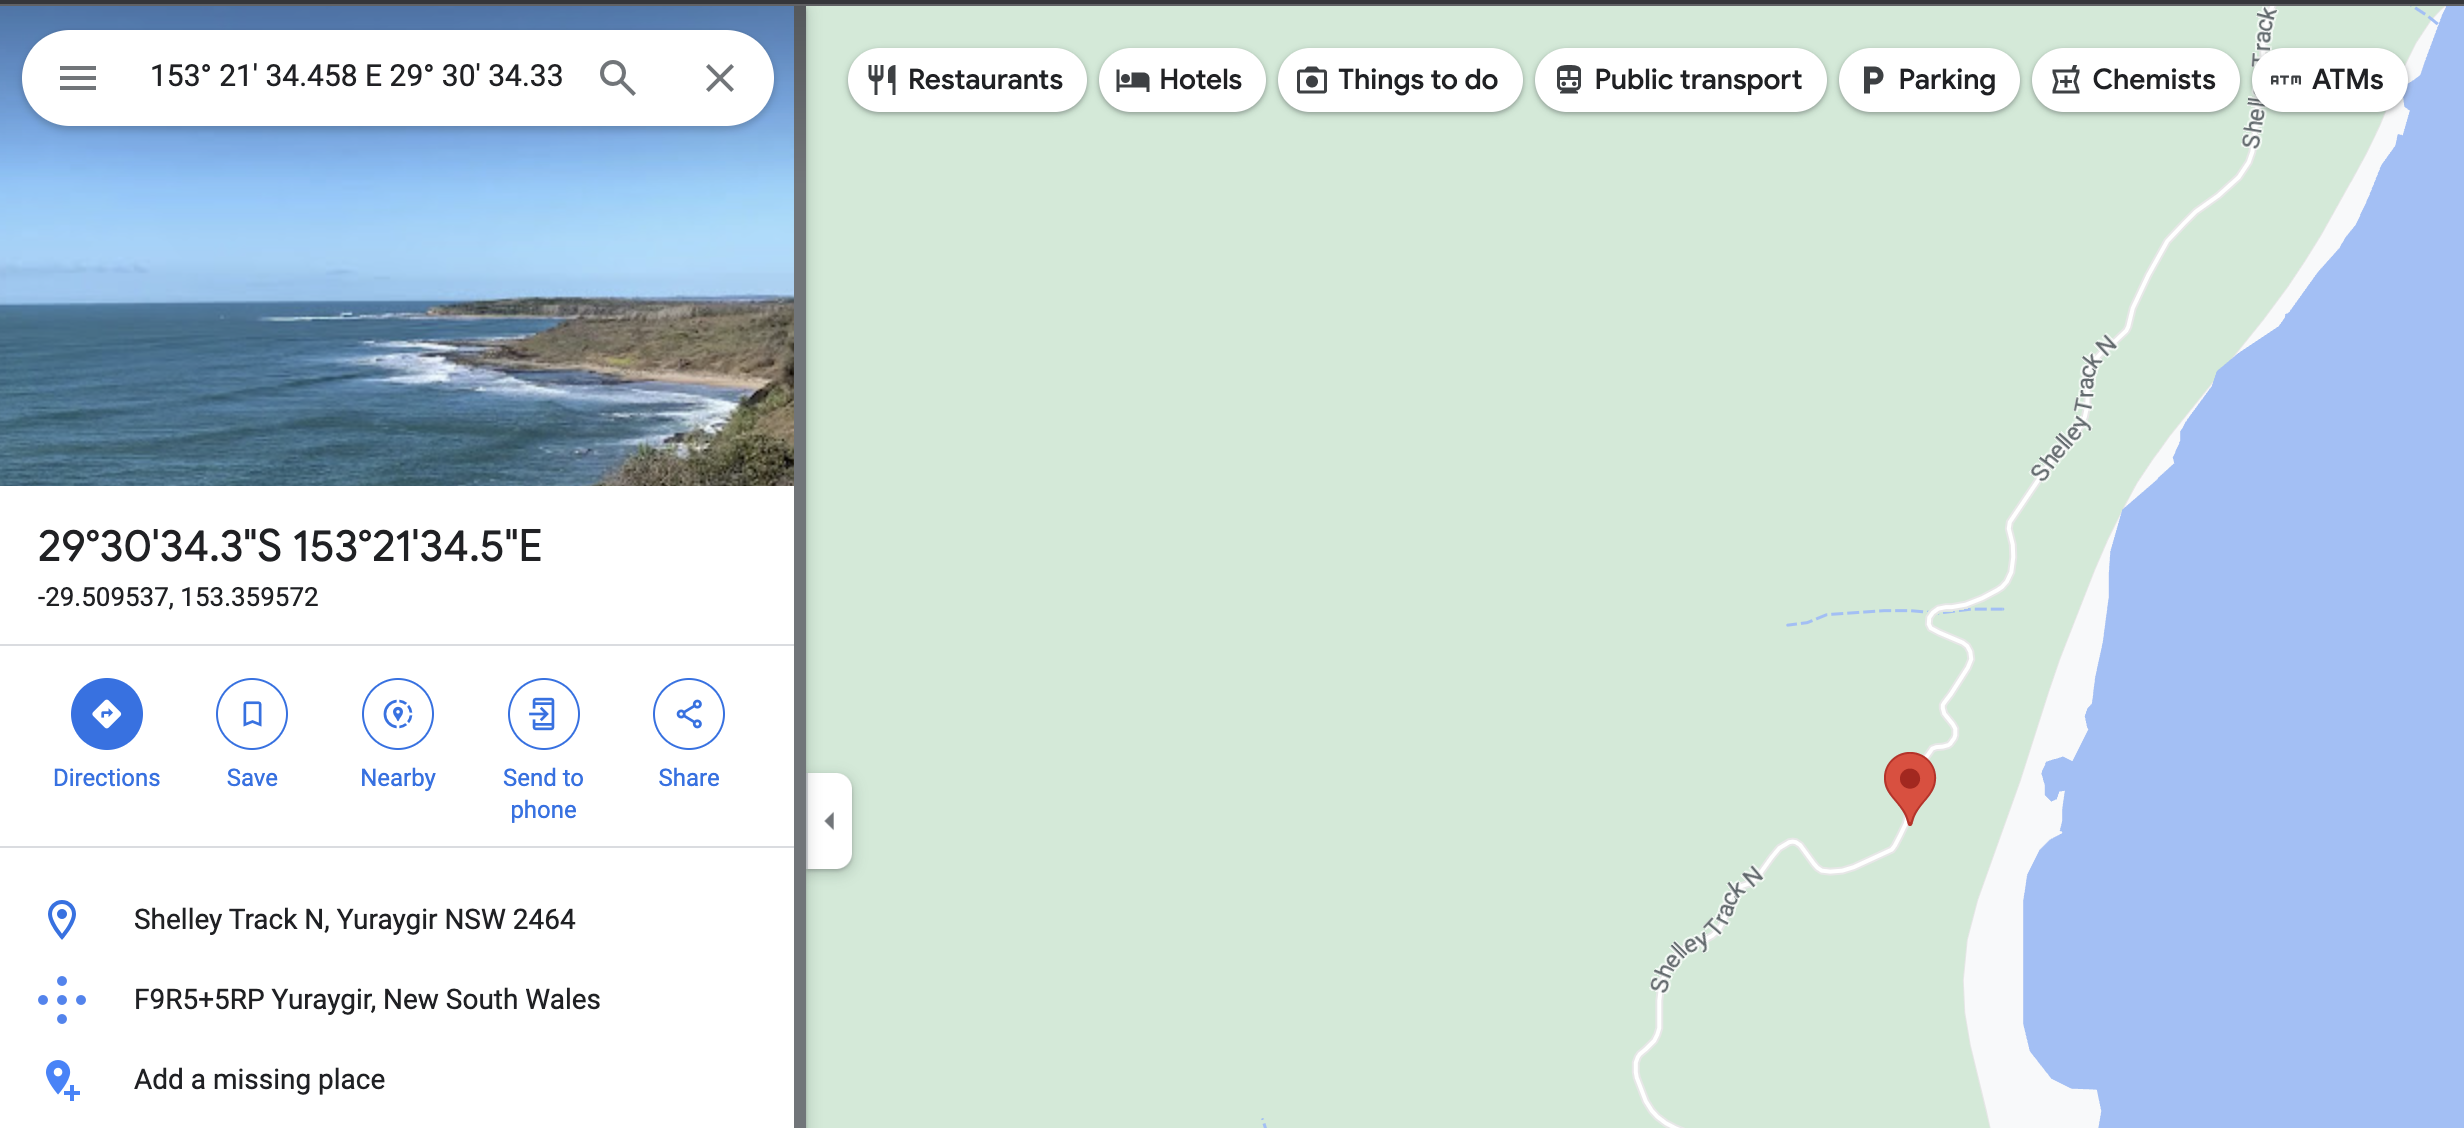 153° 21' 34.458 E 29° 30' 34.33
Restaurants
Hotels
Things to do
Public transport
Parking
Chemists
ATM ATMs
29°30'34.3"S 153°21'34.5"E
-29.509537, 153.359572
Directions
Save
Nearby
Send to
phone
Share
Shelley Track N, Yuraygir NSW 2464
F9R5+5RP Yuraygir, New South Wales
Add a missing place
Shell Track
Shelley Track N
Shelley Track N